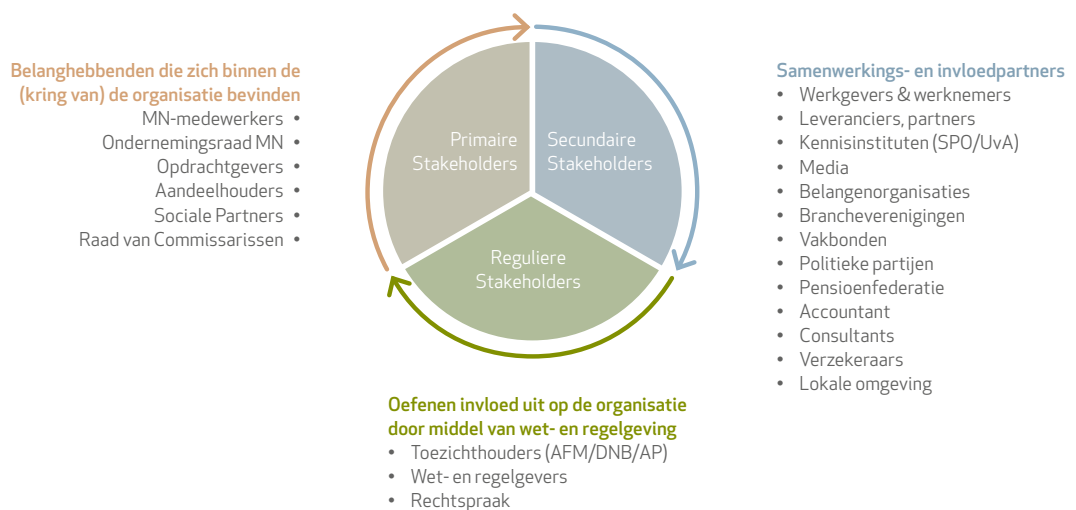 Belanghebbenden die zich binnen de
(kring van) de organisatie bevinden
MN-medewerkers •
Ondernemingsraad MN •
Opdrachtgevers •
Aandeelhouders •
Sociale Partners •
Raad van Commissarissen •
Primaire
Stakeholders
Secundaire
Stakeholders
Reguliere
Stakeholders
Samenwerkings- en invloedpartners
• Werkgevers & werknemers
• Leveranciers, partners
• Kennisinstituten (SPO/UvA)
• Media
• Belangenorganisaties
• Brancheverenigingen
• Vakbonden
• Politieke partijen
• Pensioenfederatie
• Accountant
• Consultants
• Verzekeraars
• Lokale omgeving
Oefenen invloed uit op de organisatie
door middel van wet- en regelgeving
• Toezichthouders (AFM/DNB/AP)
• Wet- en regelgevers
• Rechtspraak